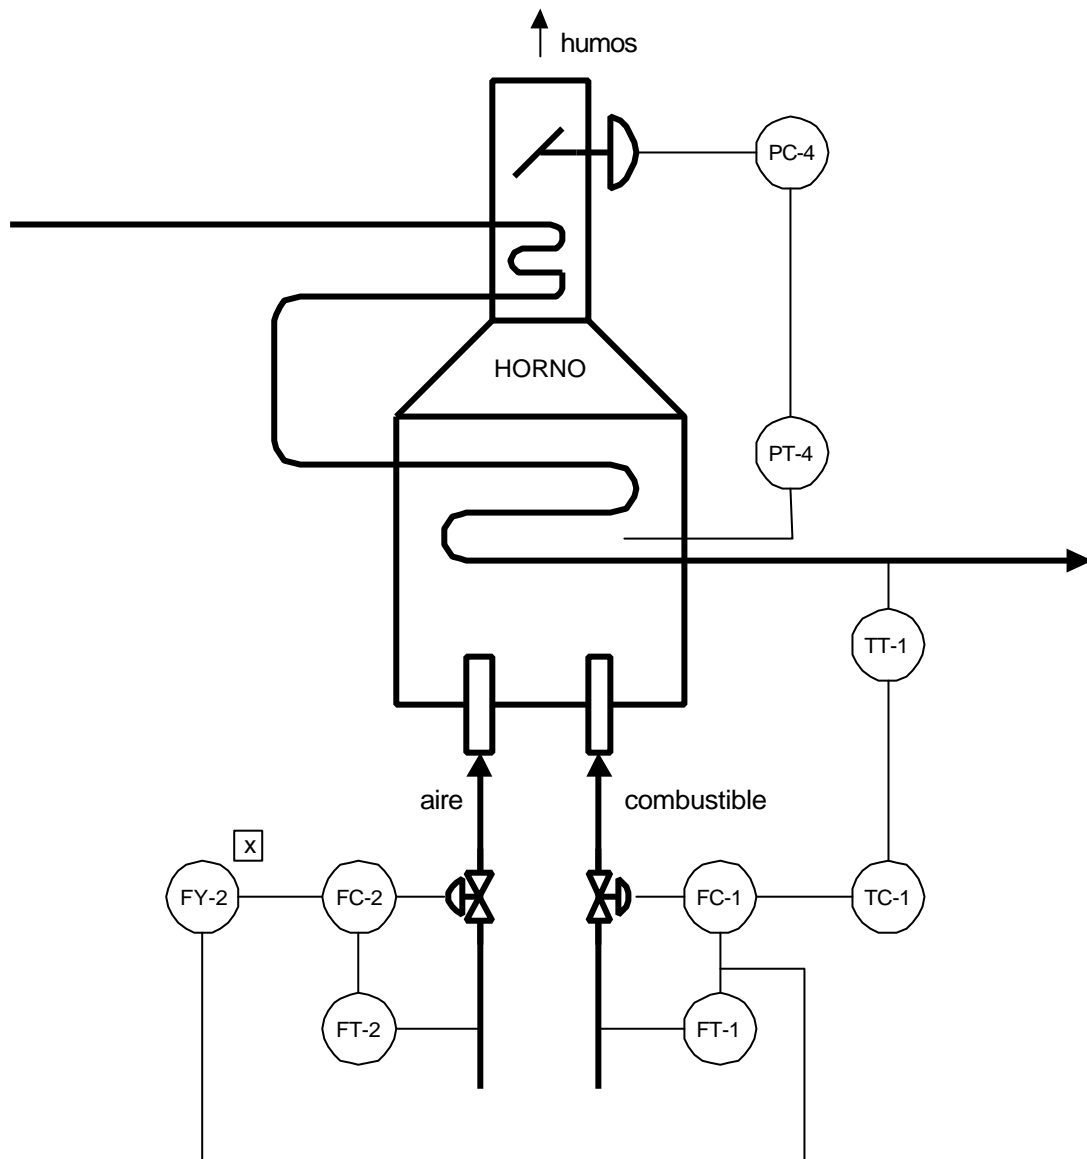 humos
PC-4
HORNO
PT-4
TT-1
aire
combustible
x
FY-2
FC-2
FC-1
TC-1
FT-2
FT-1